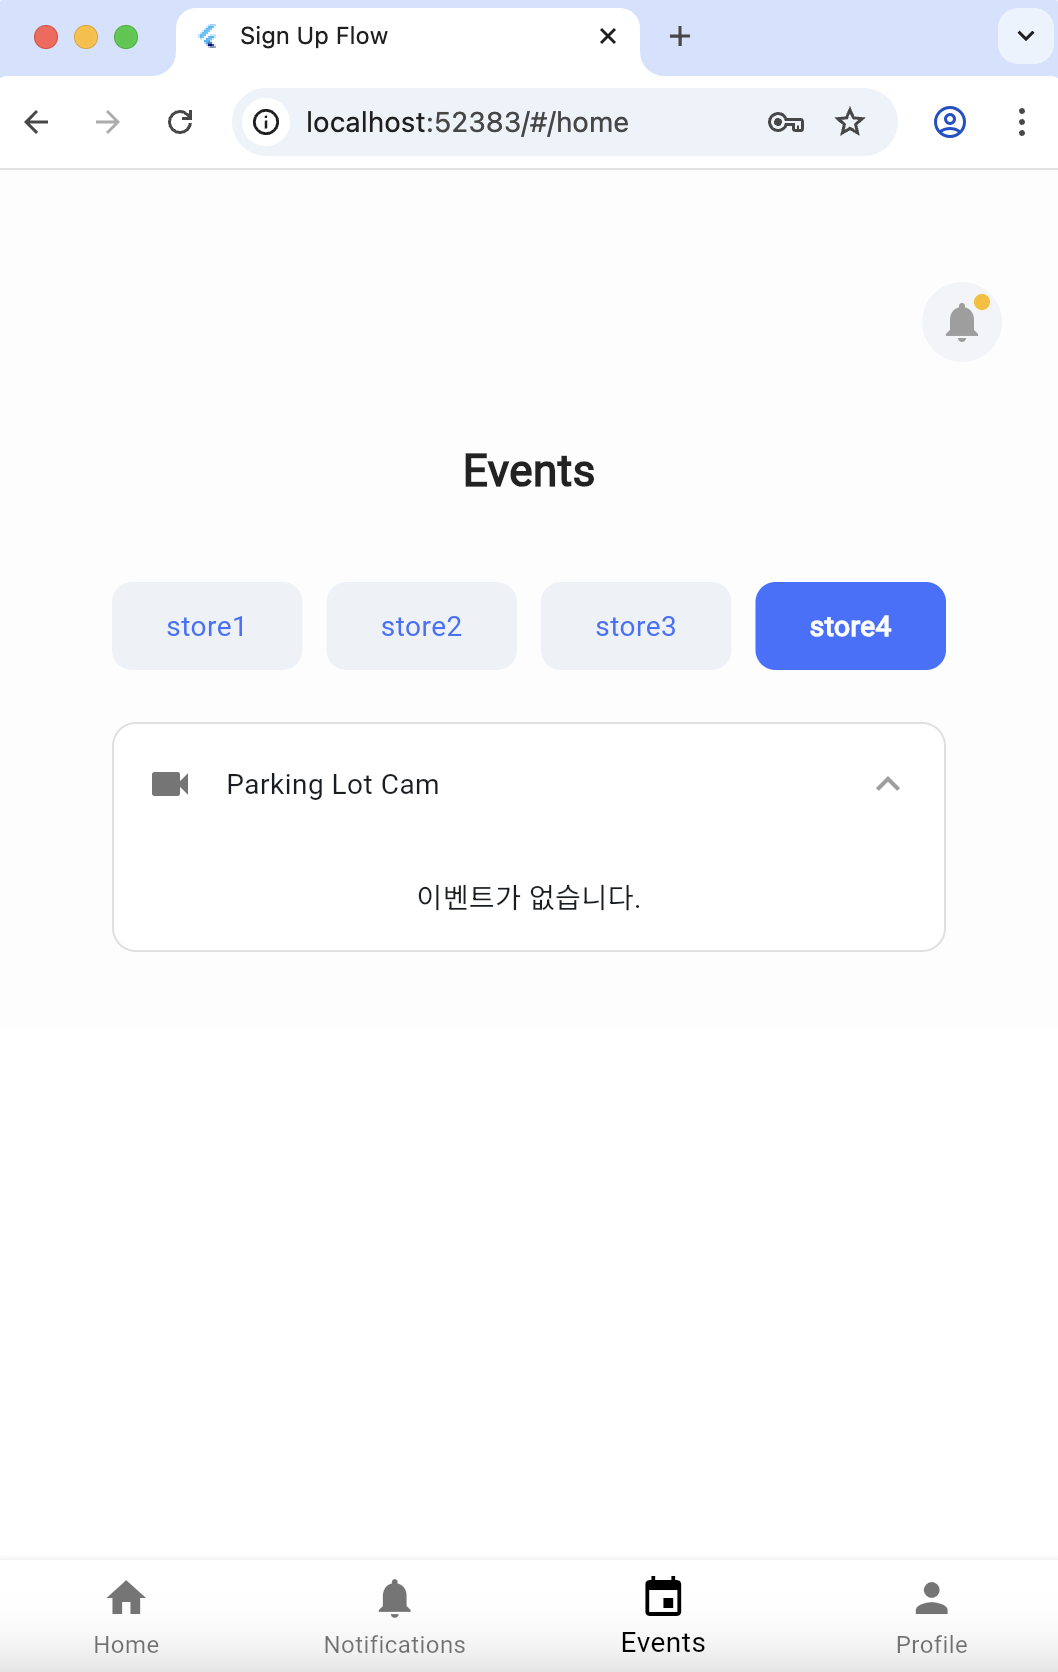 Sign Up Flow
localhost:52383/#/home
Events
store1 store2 store3 store4
Parking Lot Cam
이벤트가 없습니다.
Home Notifications Events Profile